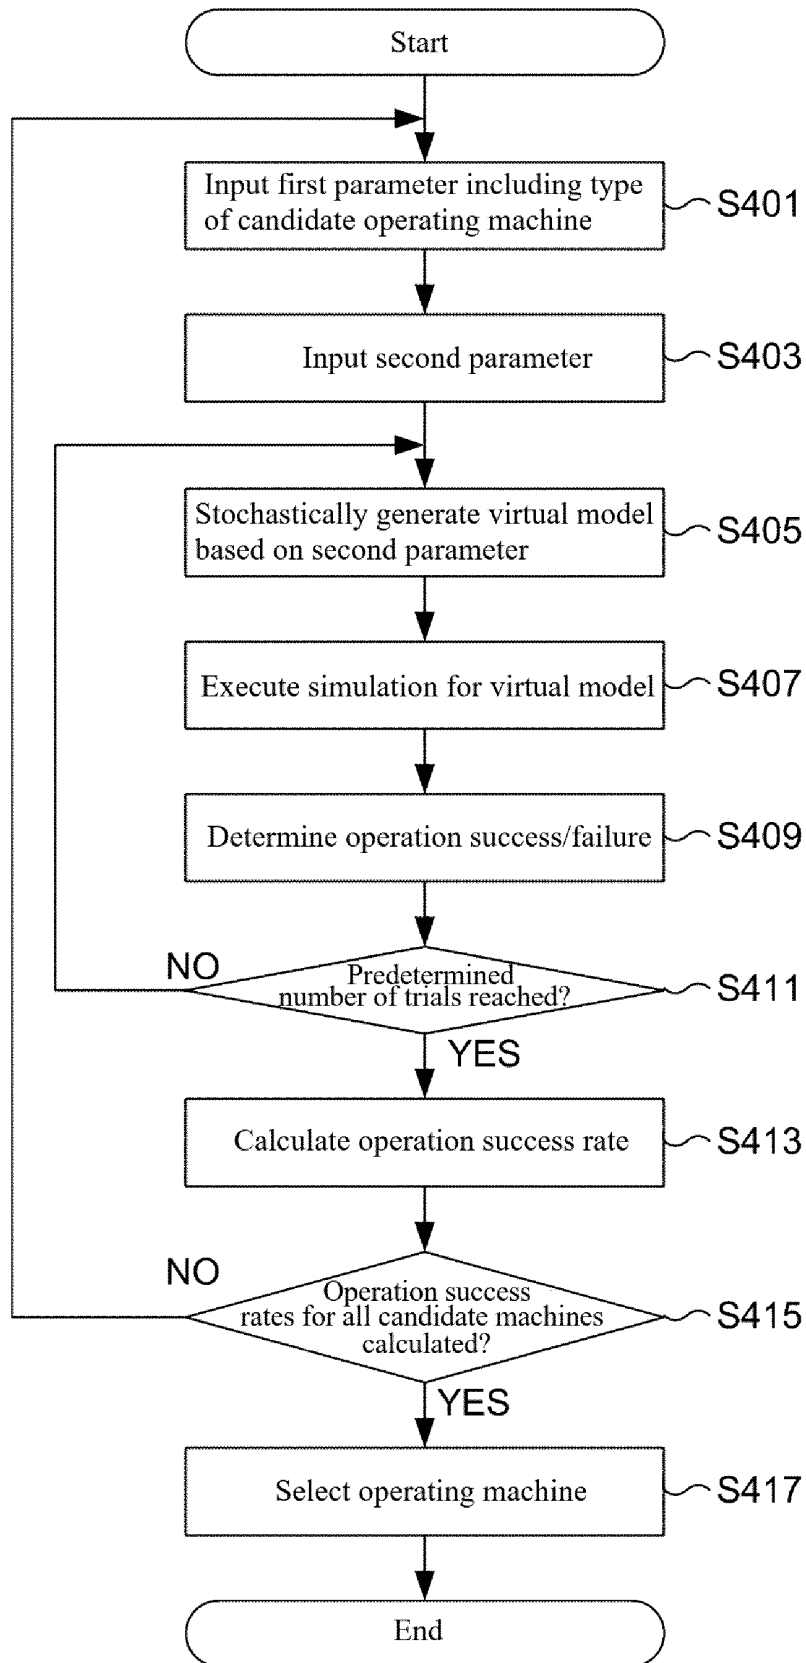 Start
Input first parameter including type
of candidate operating machine
S401
Input second parameter
S403
Stochastically generate virtual model
based on second parameter
S405
Execute simulation for virtual model
S407
Determine operation success/failure
S409
NO
Predetermined
number of trials reached?
S411
YES
Calculate operation success rate
S413
NO
Operation success
rates for all candidate machines
calculated?
S415
YES
Select operating machine
S417
End